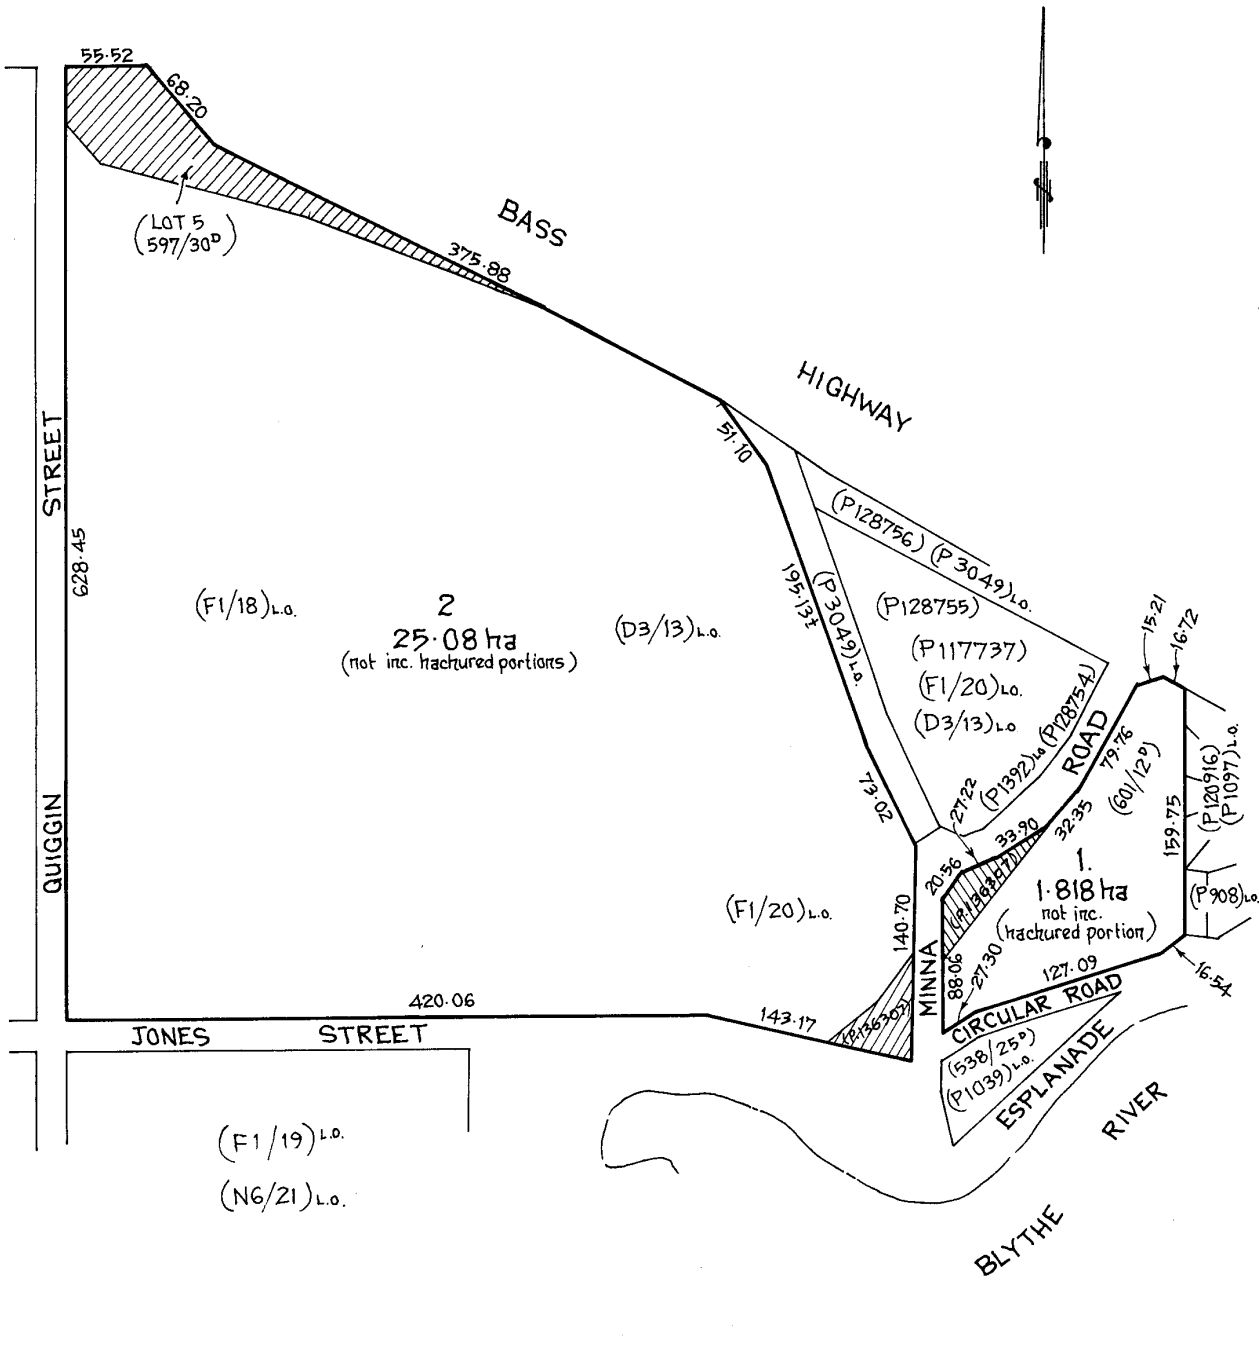 55·52
68·20
(LOT 5
597/30ᴰ)
375·88
BASS
HIGHWAY
51·10
STREET
628·45
QUIGGIN
(F1/18) L.O.
2
25·08 ha
(not inc. hachured portions)
(D3/13) L.O.
195·13±
(P3049) L.O.
(P128756) (P3049) L.O.
(P128755)
(P117737)
(F1/20) L.O.
(D3/13) L.O.
(P1392) L.O. (P128754)
ROAD
15·21
16·72
79·76
(601/12ᴰ)
(P120916)
(P1097) L.O.
159·75
73·02
27·22
33·90
32·35
20·56
(P.136307)
1.
1·818 ha
(not inc.
hachured portion)
(P908) L.O.
(F1/20) L.O.
140·70
MINNA
88·06
27·30
127·09
16·54
CIRCULAR ROAD
420·06
143·17
(P.136307)
JONES STREET
(538/25ᴰ)
(P1039) L.O.
ESPLANADE
RIVER
BLYTHE
(F1/19) L.O.
(N6/21) L.O.